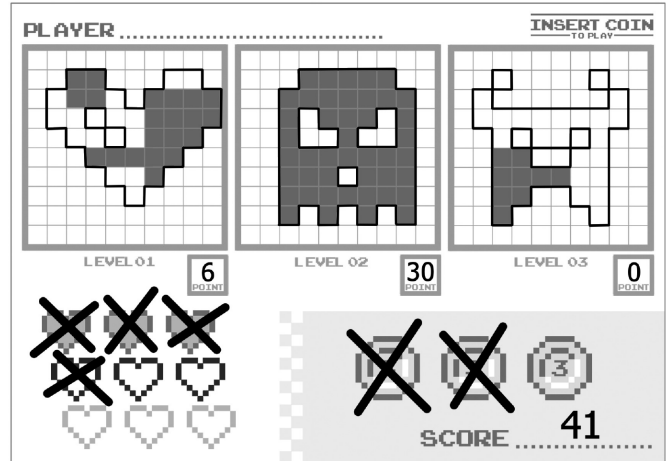 PLAYER
INSERT COIN
TO PLAY
LEVEL 01
6
POINT
LEVEL 02
30
POINT
LEVEL 03
0
POINT
3
SCORE 41